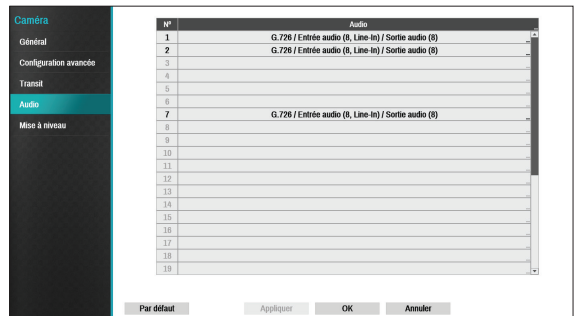 Caméra
Général
Configuration avancée
Transit
Audio
Mise à niveau
Nº Audio
1 G.726 / Entrée audio (8, Line-In) / Sortie audio (8)
2 G.726 / Entrée audio (8, Line-In) / Sortie audio (8)
3
4
5
6
7 G.726 / Entrée audio (8, Line-In) / Sortie audio (8)
8
9
10
11
12
13
14
15
16
17
18
19
Par défaut Appliquer OK Annuler